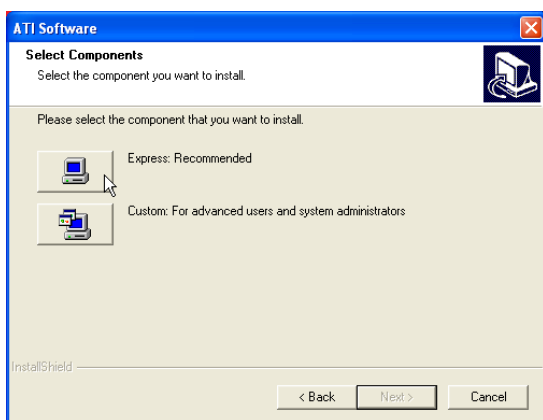 ATI Software
Select Components
Select the component you want to install.
Please select the component that you want to install.
Express: Recommended
Custom: For advanced users and system administrators
InstallShield
< Back
Next >
Cancel